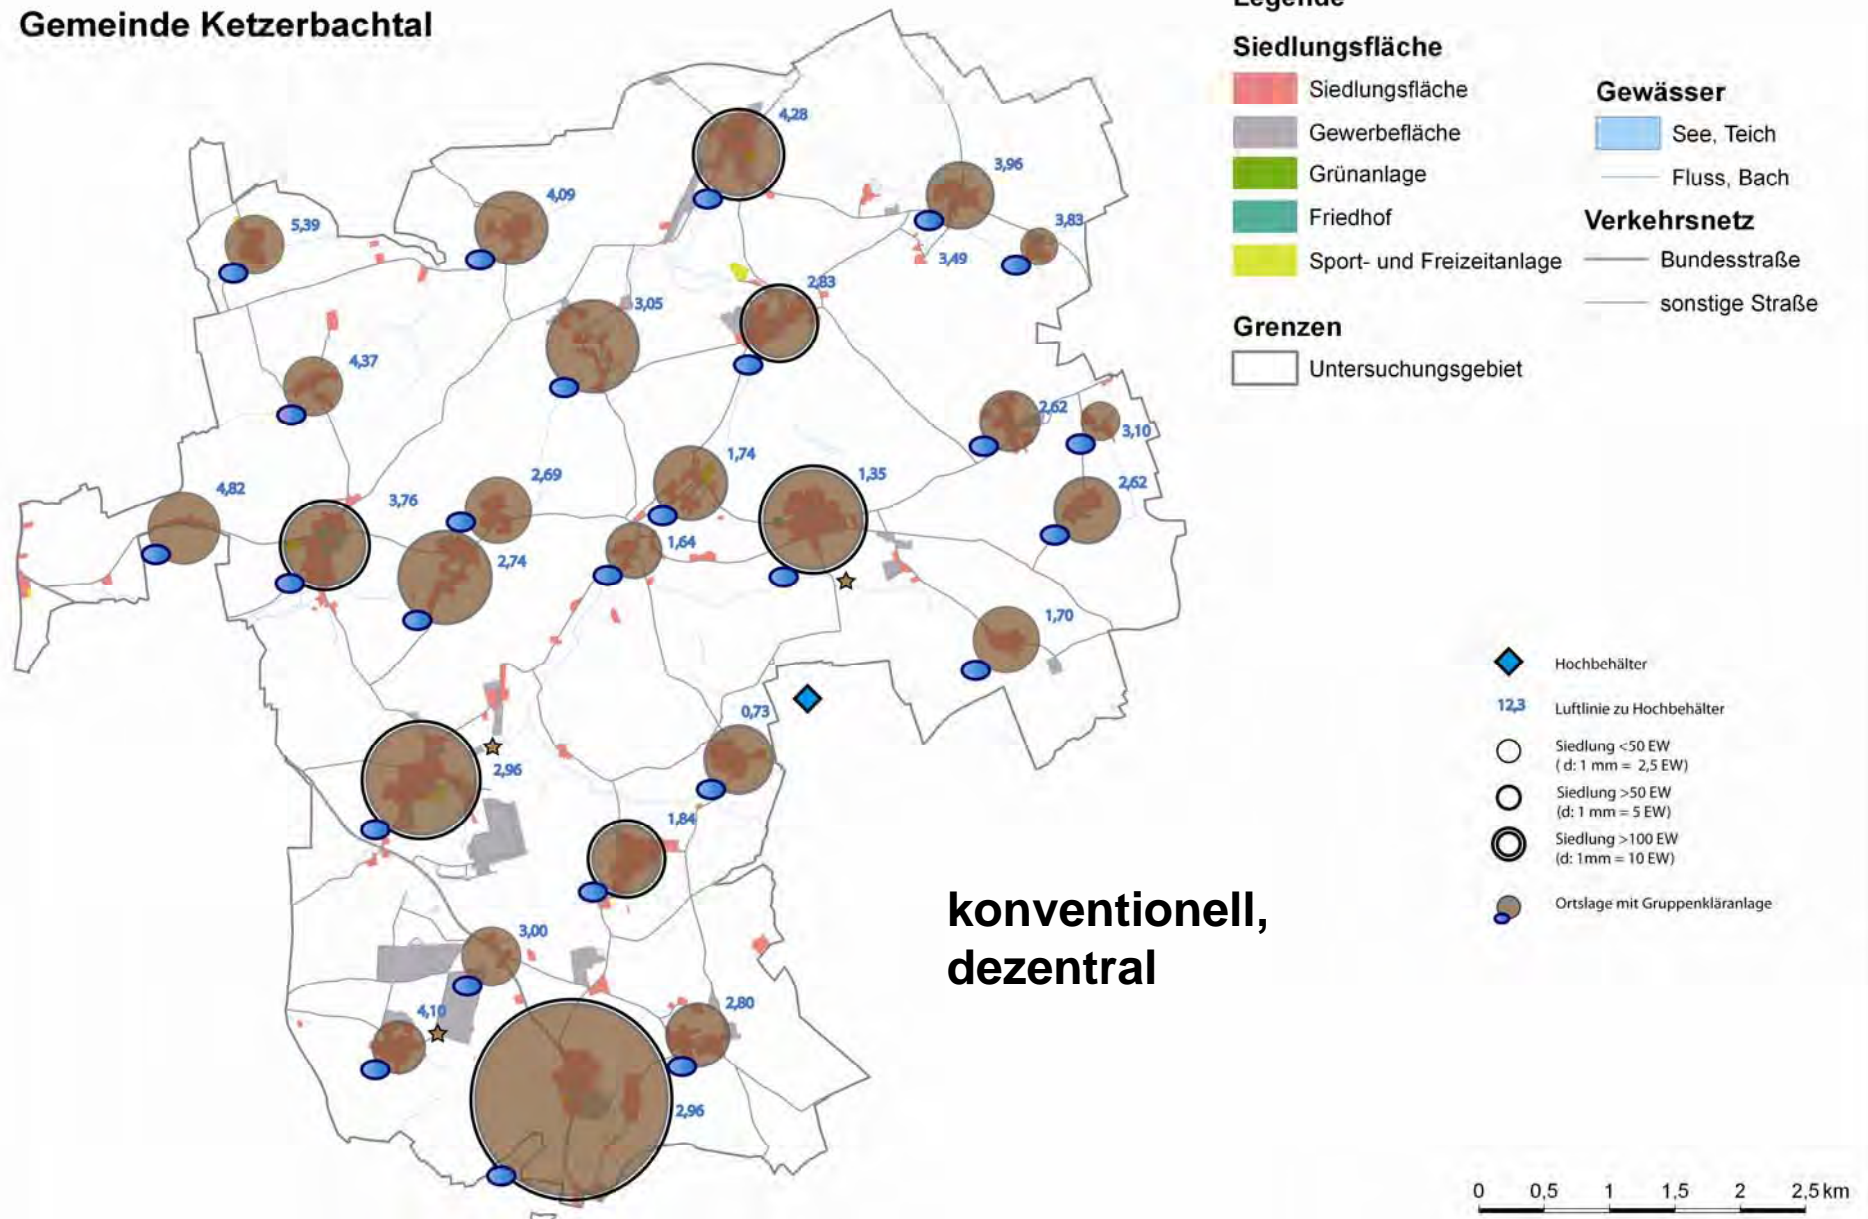 Gemeinde Ketzerbachtal
Legende
Siedlungsfläche
Siedlungsfläche
Gewerbefläche
Grünanlage
Friedhof
Sport- und Freizeitanlage
Grenzen
Untersuchungsgebiet
Gewässer
See, Teich
Fluss, Bach
Verkehrsnetz
Bundesstraße
sonstige Straße
4,28
3,96
4,09
5,39
3,83
3,49
2,83
3,05
4,37
2,62
3,10
1,74
2,69
1,35
4,82
3,76
2,62
1,64
2,74
1,70
0,73
2,96
1,84
3,00
4,10
2,80
2,96
Hochbehälter
12,3
Luftlinie zu Hochbehälter
Siedlung <50 EW
( d: 1 mm = 2,5 EW)
Siedlung >50 EW
(d: 1 mm = 5 EW)
Siedlung >100 EW
(d: 1mm = 10 EW)
Ortslage mit Gruppenkläranlage
konventionell,
dezentral
0 0,5 1 1,5 2 2,5 km